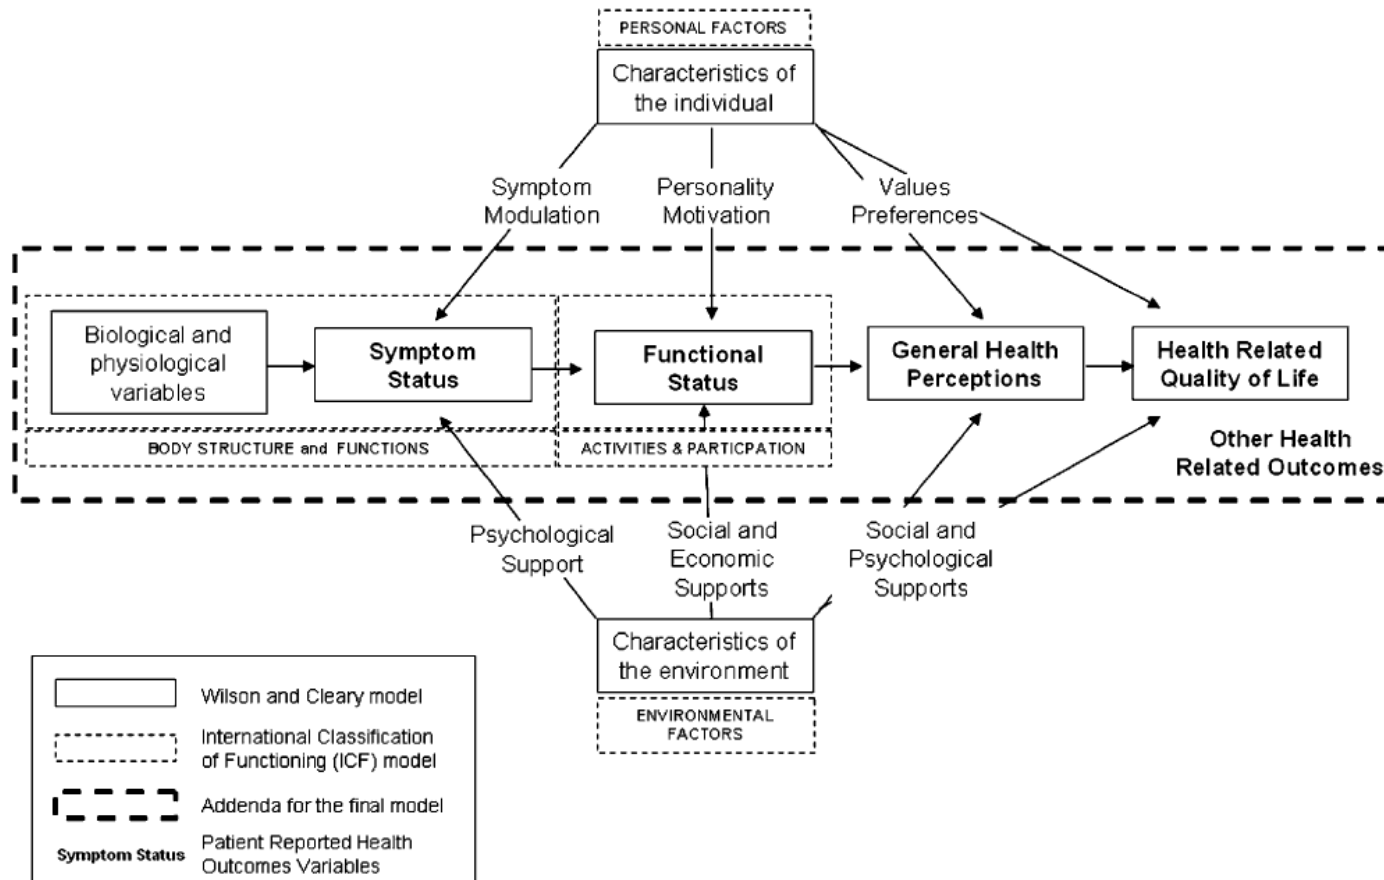 PERSONAL FACTORS
Characteristics of
the individual
Symptom
Modulation
Personality
Motivation
Values
Preferences
Biological and
physiological
variables
Symptom
Status
Functional
Status
General Health
Perceptions
Health Related
Quality of Life
BODY STRUCTURE and FUNCTIONS
ACTIVITIES & PARTICPATION
Other Health
Related Outcomes
Psychological
Support
Social and
Economic
Supports
Social and
Psychological
Supports
Characteristics of
the environment
ENVIRONMENTAL
FACTORS
Wilson and Cleary model
International Classification
of Functioning (ICF) model
Addenda for the final model
Symptom Status
Patient Reported Health
Outcomes Variables